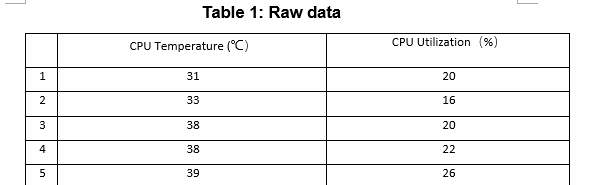 Table 1: Raw data
CPU Temperature (℃) CPU Utilization（%）
1 31 20
2 33 16
3 38 20
4 38 22
5 39 26